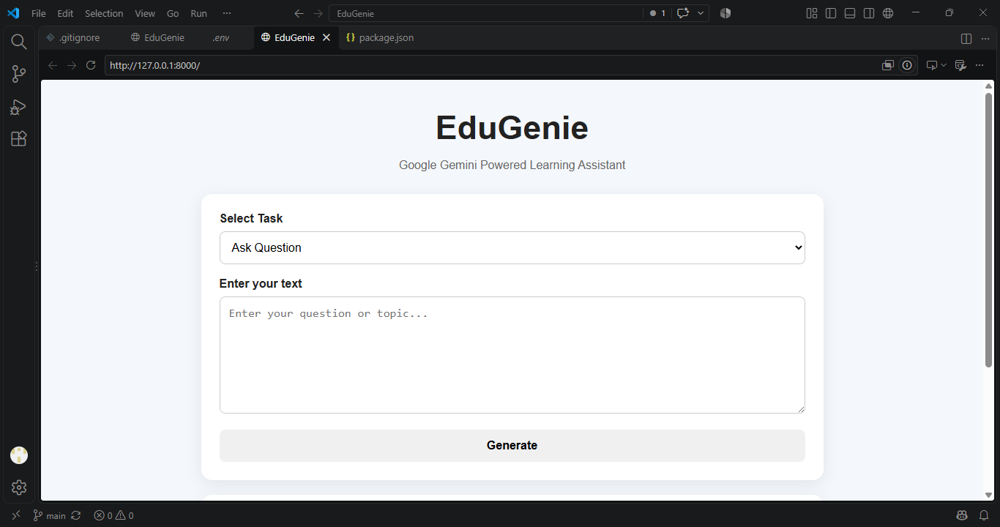 File Edit Selection View Go Run ··· EduGenie 1
.gitignore EduGenie .env EduGenie package.json
http://127.0.0.1:8000/
EduGenie
Google Gemini Powered Learning Assistant
Select Task
Ask Question
Enter your text
Enter your question or topic...
Generate
main 0 0